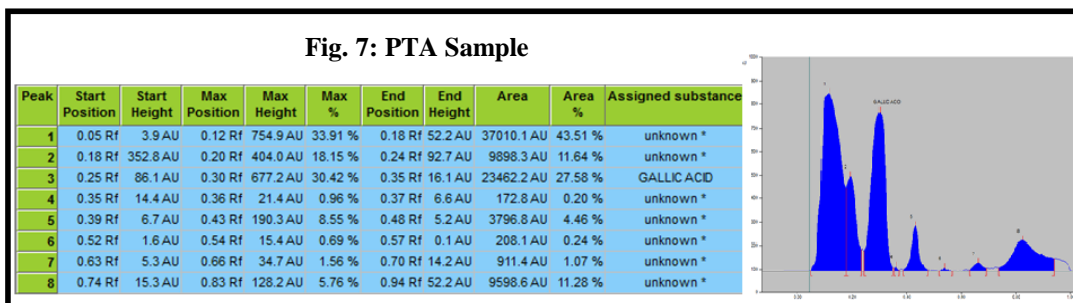 Fig. 7: PTA Sample
Peak Start Position Start Height Max Position Max Height Max % End Position End Height Area Area % Assigned substance
1 0.05 Rf 3.9 AU 0.12 Rf 754.9 AU 33.91 % 0.18 Rf 52.2 AU 37010.1 AU 43.51 % unknown *
2 0.18 Rf 352.8 AU 0.20 Rf 404.0 AU 18.15 % 0.24 Rf 92.7 AU 9898.3 AU 11.64 % unknown *
3 0.25 Rf 86.1 AU 0.30 Rf 677.2 AU 30.42 % 0.35 Rf 16.1 AU 23462.2 AU 27.58 % GALLIC ACID
4 0.35 Rf 14.4 AU 0.36 Rf 21.4 AU 0.96 % 0.37 Rf 6.6 AU 172.8 AU 0.20 % unknown *
5 0.39 Rf 6.7 AU 0.43 Rf 190.3 AU 8.55 % 0.48 Rf 5.2 AU 3796.8 AU 4.46 % unknown *
6 0.52 Rf 1.6 AU 0.54 Rf 15.4 AU 0.69 % 0.57 Rf 0.1 AU 208.1 AU 0.24 % unknown *
7 0.63 Rf 5.3 AU 0.66 Rf 34.7 AU 1.56 % 0.70 Rf 14.2 AU 911.4 AU 1.07 % unknown *
8 0.74 Rf 15.3 AU 0.83 Rf 128.2 AU 5.76 % 0.94 Rf 52.2 AU 9598.6 AU 11.28 % unknown *
GALLIC ACID